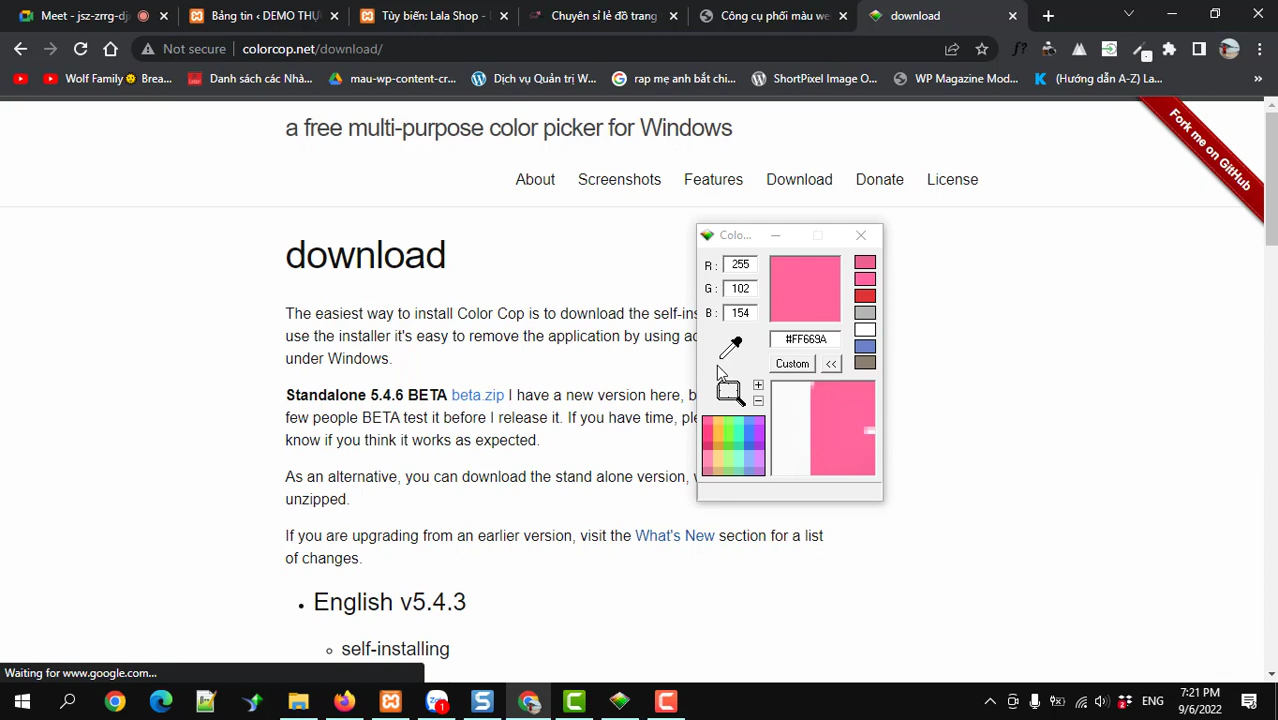 Meet - jsz-zrrg-dj
Bảng tin ‹ DEMO THỰ
Tùy biến: Lala Shop -
Chuyên sỉ lẻ đồ trang
Công cụ phối màu we
download
Not secure
colorcop.net/download/
Wolf Family Brea...
Danh sách các Nhà...
mau-wp-content-cr...
Dịch vụ Quản trị W...
rap mẹ anh bắt chi...
ShortPixel Image O...
WP Magazine Mod...
(Hướng dẫn A-Z) La...
a free multi-purpose color picker for Windows
Fork me on GitHub
About
Screenshots
Features
Download
Donate
License
download
The easiest way to install Color Cop is to download the self-ins
use the installer it's easy to remove the application by using ad
under Windows.
Standalone 5.4.6 BETA beta.zip I have a new version here, b
few people BETA test it before I release it. If you have time, ple
know if you think it works as expected.
As an alternative, you can download the stand alone version, w
unzipped.
If you are upgrading from an earlier version, visit the What's New section for a list
of changes.
English v5.4.3
self-installing
Colo...
R : 255
G : 102
B : 154
#FF669A
Custom
<<
Waiting for www.google.com...
ENG
7:21 PM
9/6/2022